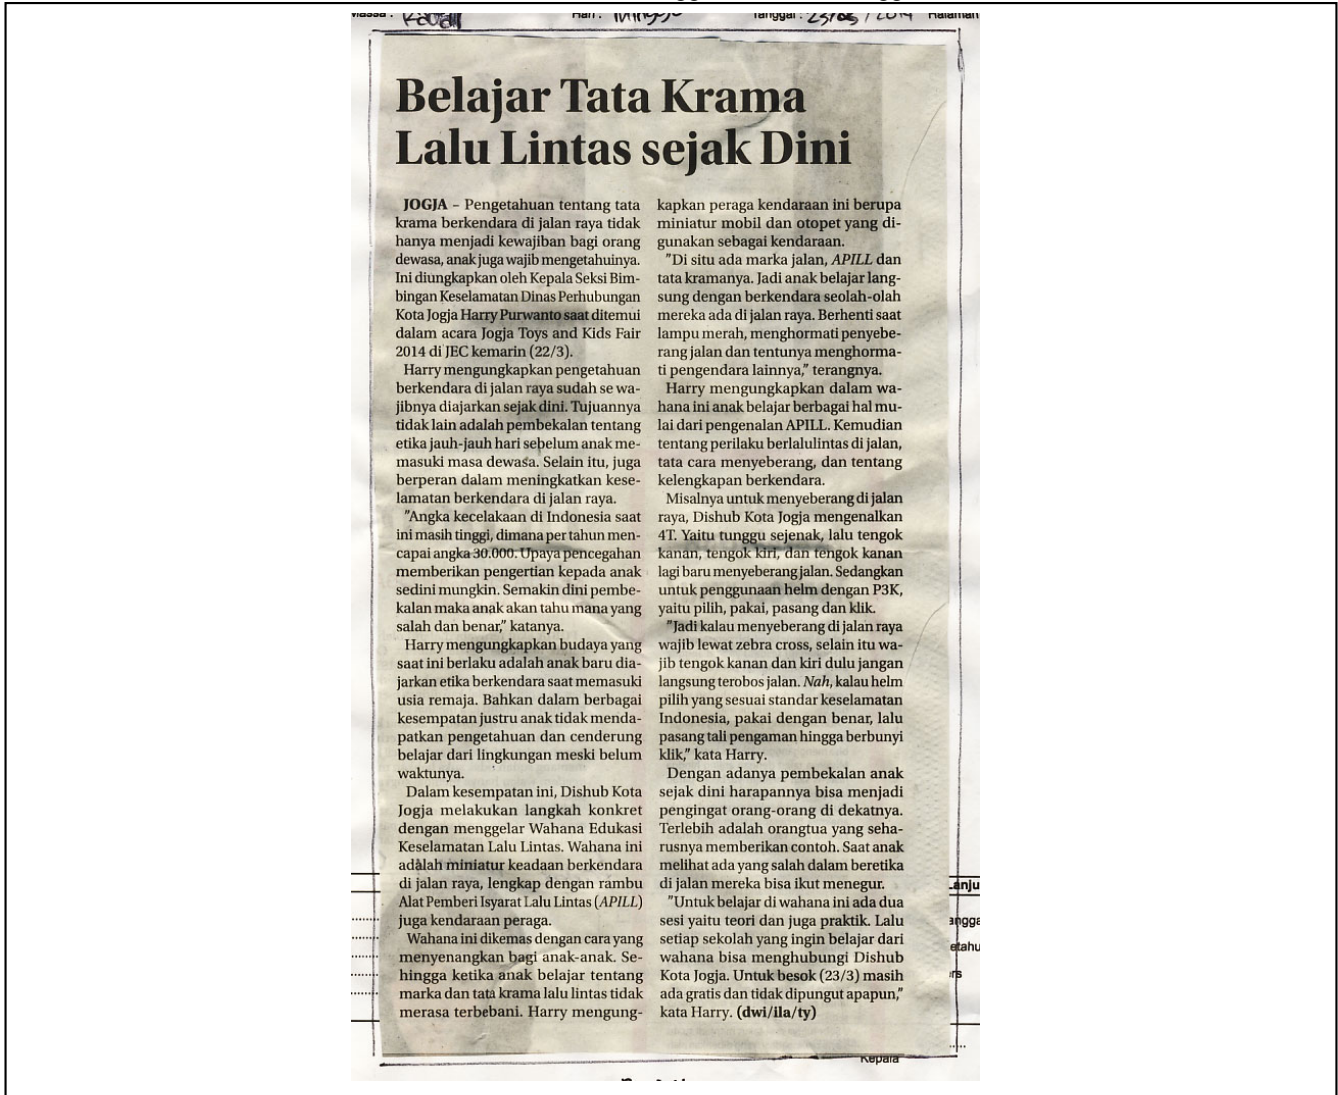 Massa :
Hari : Minggu
Tanggal : 23/03/2014
Halaman
Belajar Tata Krama
Lalu Lintas sejak Dini
JOGJA – Pengetahuan tentang tata
krama berkendara di jalan raya tidak
hanya menjadi kewajiban bagi orang
dewasa, anak juga wajib mengetahuinya.
Ini diungkapkan oleh Kepala Seksi Bim-
bingan Keselamatan Dinas Perhubungan
Kota Jogja Harry Purwanto saat ditemui
dalam acara Jogja Toys and Kids Fair
2014 di JEC kemarin (22/3).
Harry mengungkapkan pengetahuan
berkendara di jalan raya sudah se wa-
jibnya diajarkan sejak dini. Tujuannya
tidak lain adalah pembekalan tentang
etika jauh-jauh hari sebelum anak me-
masuki masa dewasa. Selain itu, juga
berperan dalam meningkatkan kese-
lamatan berkendara di jalan raya.
"Angka kecelakaan di Indonesia saat
ini masih tinggi, dimana per tahun men-
capai angka 30.000. Upaya pencegahan
memberikan pengertian kepada anak
sedini mungkin. Semakin dini pembe-
kalan maka anak akan tahu mana yang
salah dan benar," katanya.
Harry mengungkapkan budaya yang
saat ini berlaku adalah anak baru dia-
jarkan etika berkendara saat memasuki
usia remaja. Bahkan dalam berbagai
kesempatan justru anak tidak menda-
patkan pengetahuan dan cenderung
belajar dari lingkungan meski belum
waktunya.
Dalam kesempatan ini, Dishub Kota
Jogja melakukan langkah konkret
dengan menggelar Wahana Edukasi
Keselamatan Lalu Lintas. Wahana ini
adalah miniatur keadaan berkendara
di jalan raya, lengkap dengan rambu
Alat Pemberi Isyarat Lalu Lintas (APILL)
juga kendaraan peraga.
Wahana ini dikemas dengan cara yang
menyenangkan bagi anak-anak. Se-
hingga ketika anak belajar tentang
marka dan tata krama lalu lintas tidak
merasa terbebani. Harry mengung-
kapkan peraga kendaraan ini berupa
miniatur mobil dan otopet yang di-
gunakan sebagai kendaraan.
"Di situ ada marka jalan, APILL dan
tata kramanya. Jadi anak belajar lang-
sung dengan berkendara seolah-olah
mereka ada di jalan raya. Berhenti saat
lampu merah, menghormati penyebe-
rang jalan dan tentunya menghorma-
ti pengendara lainnya," terangnya.
Harry mengungkapkan dalam wa-
hana ini anak belajar berbagai hal mu-
lai dari pengenalan APILL. Kemudian
tentang perilaku berlalulintas di jalan,
tata cara menyeberang, dan tentang
kelengkapan berkendara.
Misalnya untuk menyeberang di jalan
raya, Dishub Kota Jogja mengenalkan
4T. Yaitu tunggu sejenak, lalu tengok
kanan, tengok kiri, dan tengok kanan
lagi baru menyeberang jalan. Sedangkan
untuk penggunaan helm dengan P3K,
yaitu pilih, pakai, pasang dan klik.
"Jadi kalau menyeberang di jalan raya
wajib lewat zebra cross, selain itu wa-
jib tengok kanan dan kiri dulu jangan
langsung terobos jalan. Nah, kalau helm
pilih yang sesuai standar keselamatan
Indonesia, pakai dengan benar, lalu
pasang tali pengaman hingga berbunyi
klik," kata Harry.
Dengan adanya pembekalan anak
sejak dini harapannya bisa menjadi
pengingat orang-orang di dekatnya.
Terlebih adalah orangtua yang seha-
rusnya memberikan contoh. Saat anak
melihat ada yang salah dalam beretika
di jalan mereka bisa ikut menegur.
"Untuk belajar di wahana ini ada dua
sesi yaitu teori dan juga praktik. Lalu
setiap sekolah yang ingin belajar dari
wahana bisa menghubungi Dishub
Kota Jogja. Untuk besok (23/3) masih
ada gratis dan tidak dipungut apapun,"
kata Harry. (dwi/ila/ty)
Kepala